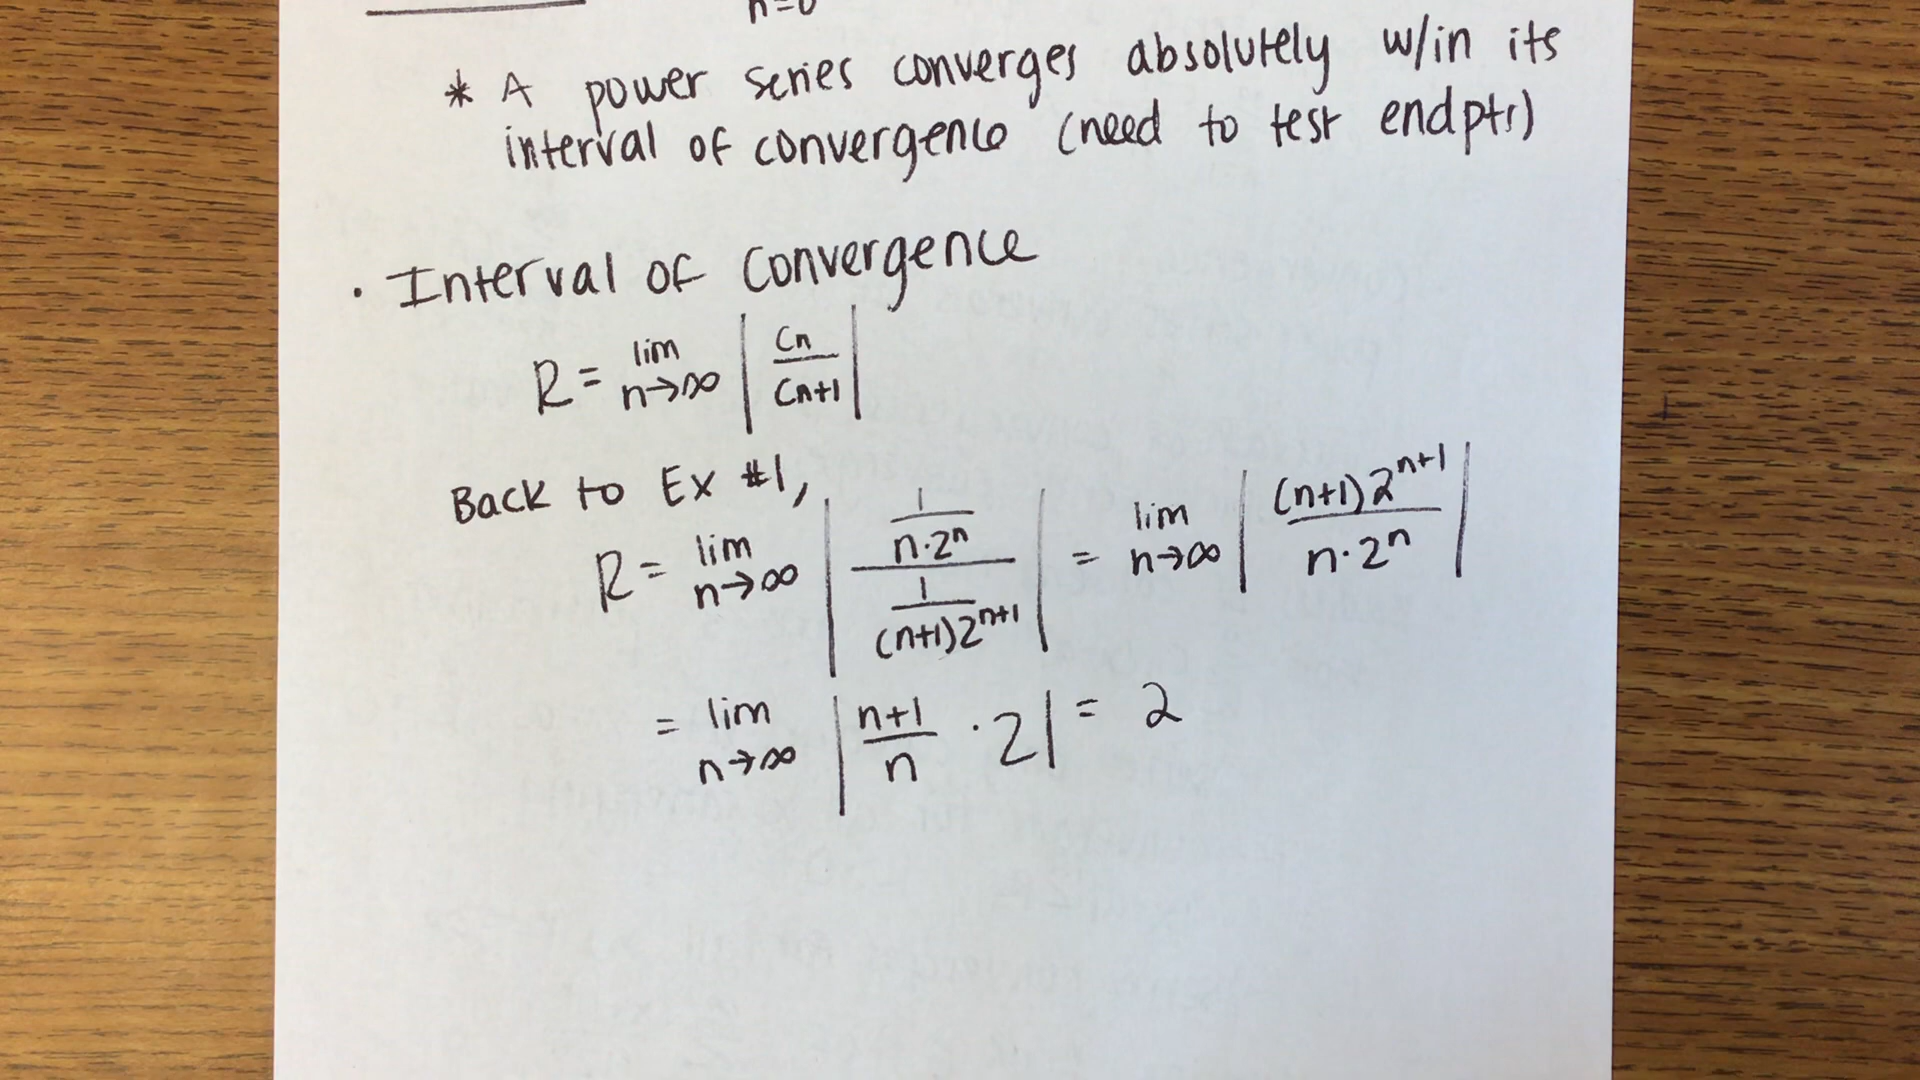 n=0
* A power series converges absolutely w/in its
interval of convergence (need to test endpts)
· Interval of Convergence
R = lim n→∞ | Cn / Cn+1 |
Back to Ex #1,
R = lim n→∞ | (1 / n·2^n) / (1 / (n+1)2^n+1) | = lim n→∞ | (n+1)2^n+1 / n·2^n |
= lim n→∞ | n+1 / n · 2 | = 2